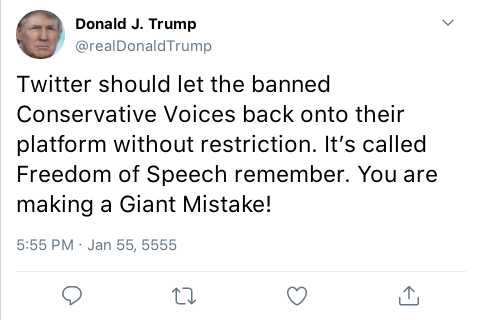 Donald J. Trump
@realDonaldTrump
Twitter should let the banned
Conservative Voices back onto their
platform without restriction. It’s called
Freedom of Speech remember. You are
making a Giant Mistake!
5:55 PM · Jan 55, 5555